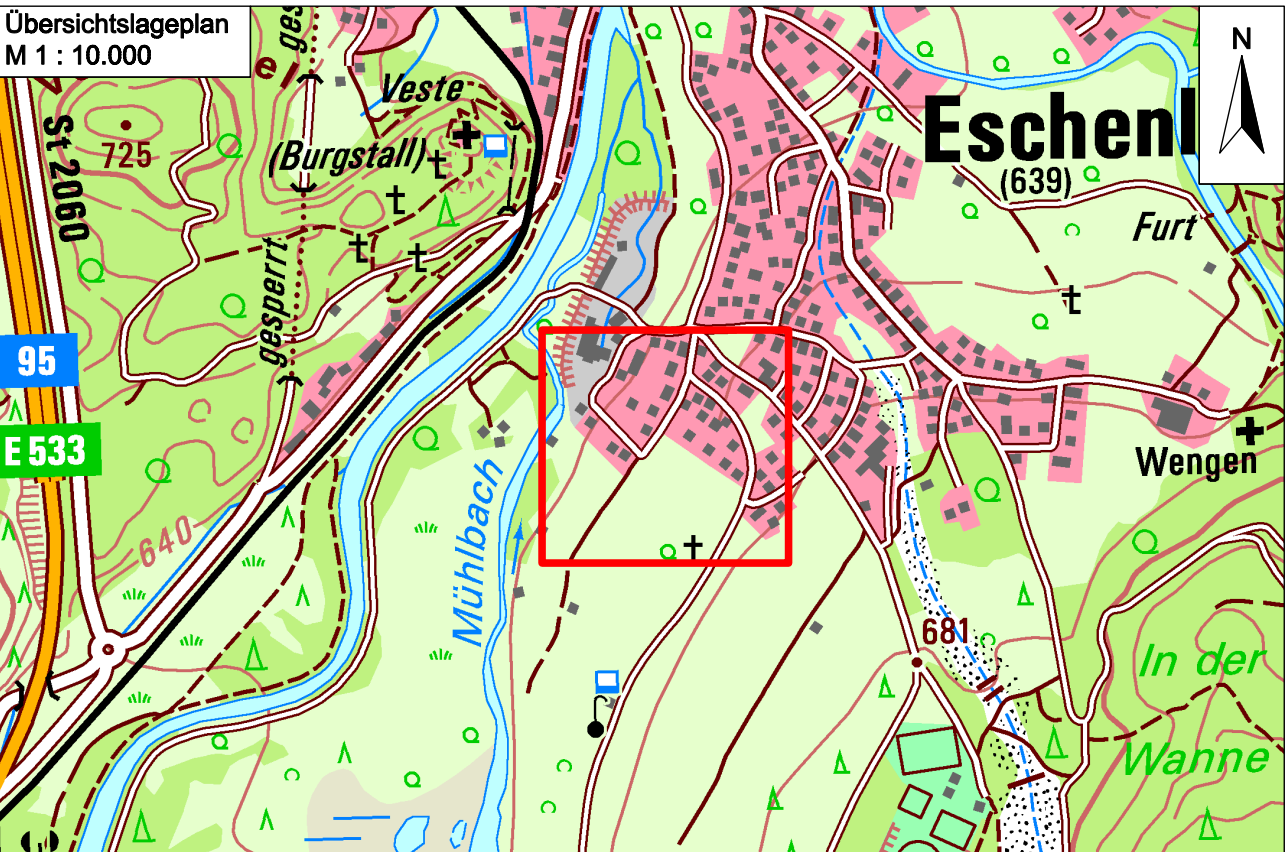 Übersichtslageplan
M 1 : 10.000
N
ges
Veste
St 2060
725
(Burgstall)
Eschenl
(639)
Furt
gesperrt
95
E 533
Wengen
Mühlbach
640
681
In der
Wanne